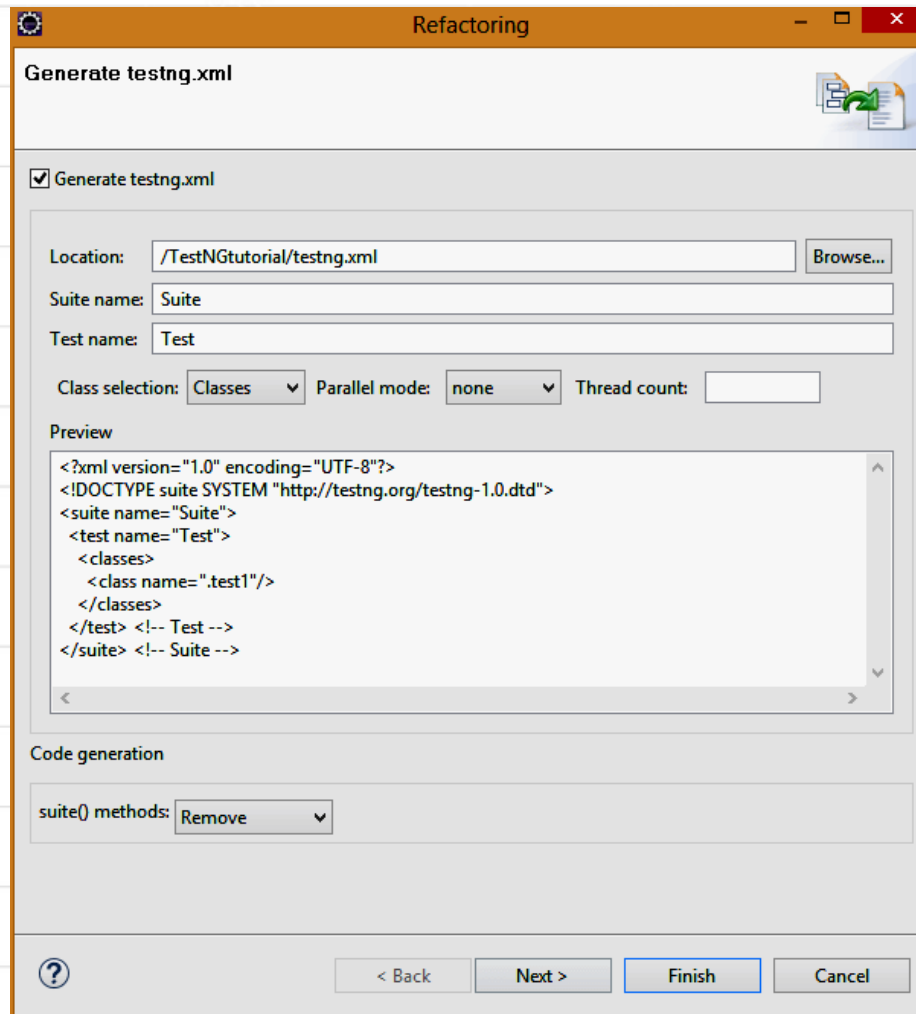 Refactoring
Generate testng.xml
Generate testng.xml
Location: /TestNGtutorial/testng.xml Browse...
Suite name: Suite
Test name: Test
Class selection: Classes Parallel mode: none Thread count:
Preview
<?xml version="1.0" encoding="UTF-8"?>
<!DOCTYPE suite SYSTEM "http://testng.org/testng-1.0.dtd">
<suite name="Suite">
<test name="Test">
<classes>
<class name=".test1"/>
</classes>
</test> <!-- Test -->
</suite> <!-- Suite -->
Code generation
suite() methods: Remove
< Back Next > Finish Cancel